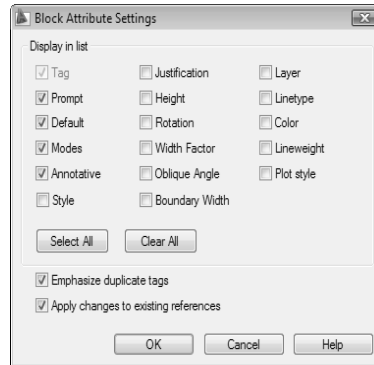 Block Attribute Settings
Display in list
Tag Justification Layer
Prompt Height Linetype
Default Rotation Color
Modes Width Factor Lineweight
Annotative Oblique Angle Plot style
Style Boundary Width
Select All Clear All
Emphasize duplicate tags
Apply changes to existing references
OK Cancel Help